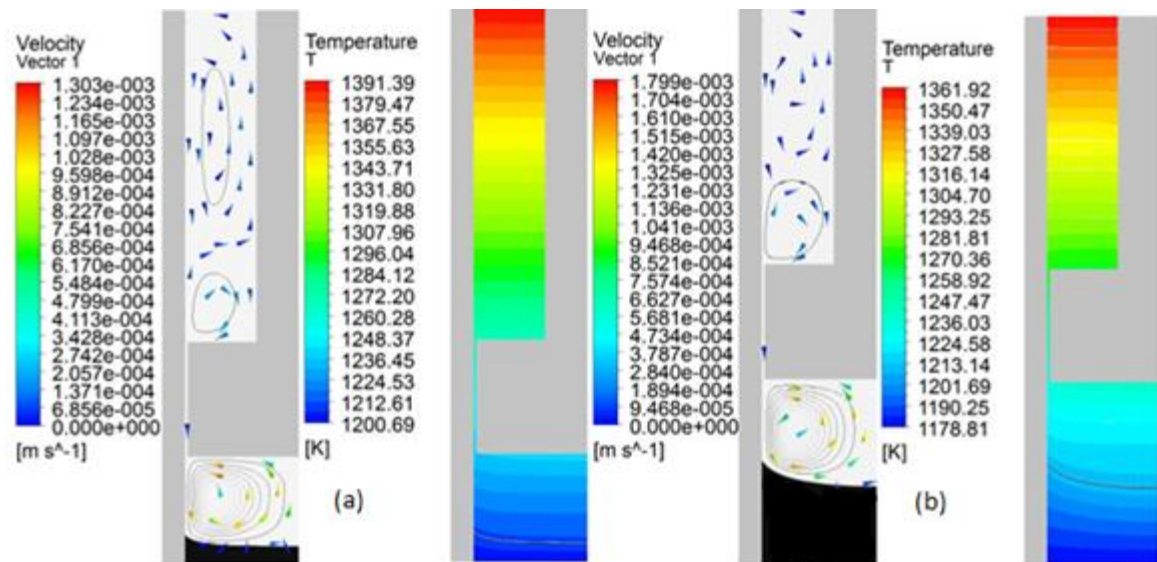 Velocity
Vector 1
1.303e-003
1.234e-003
1.165e-003
1.097e-003
1.028e-003
9.598e-004
8.912e-004
8.227e-004
7.541e-004
6.856e-004
6.170e-004
5.484e-004
4.799e-004
4.113e-004
3.428e-004
2.742e-004
2.057e-004
1.371e-004
6.856e-005
0.000e+000
[m s^-1]
Temperature
T
1391.39
1379.47
1367.55
1355.63
1343.71
1331.80
1319.88
1307.96
1296.04
1284.12
1272.20
1260.28
1248.37
1236.45
1224.53
1212.61
1200.69
[K]
(a)
Velocity
Vector 1
1.799e-003
1.704e-003
1.610e-003
1.515e-003
1.420e-003
1.325e-003
1.231e-003
1.136e-003
1.041e-003
9.468e-004
8.521e-004
7.574e-004
6.627e-004
5.681e-004
4.734e-004
3.787e-004
2.840e-004
1.894e-004
9.468e-005
0.000e+000
[m s^-1]
Temperature
T
1361.92
1350.47
1339.03
1327.58
1316.14
1304.70
1293.25
1281.81
1270.36
1258.92
1247.47
1236.03
1224.58
1213.14
1201.69
1190.25
1178.81
[K]
(b)